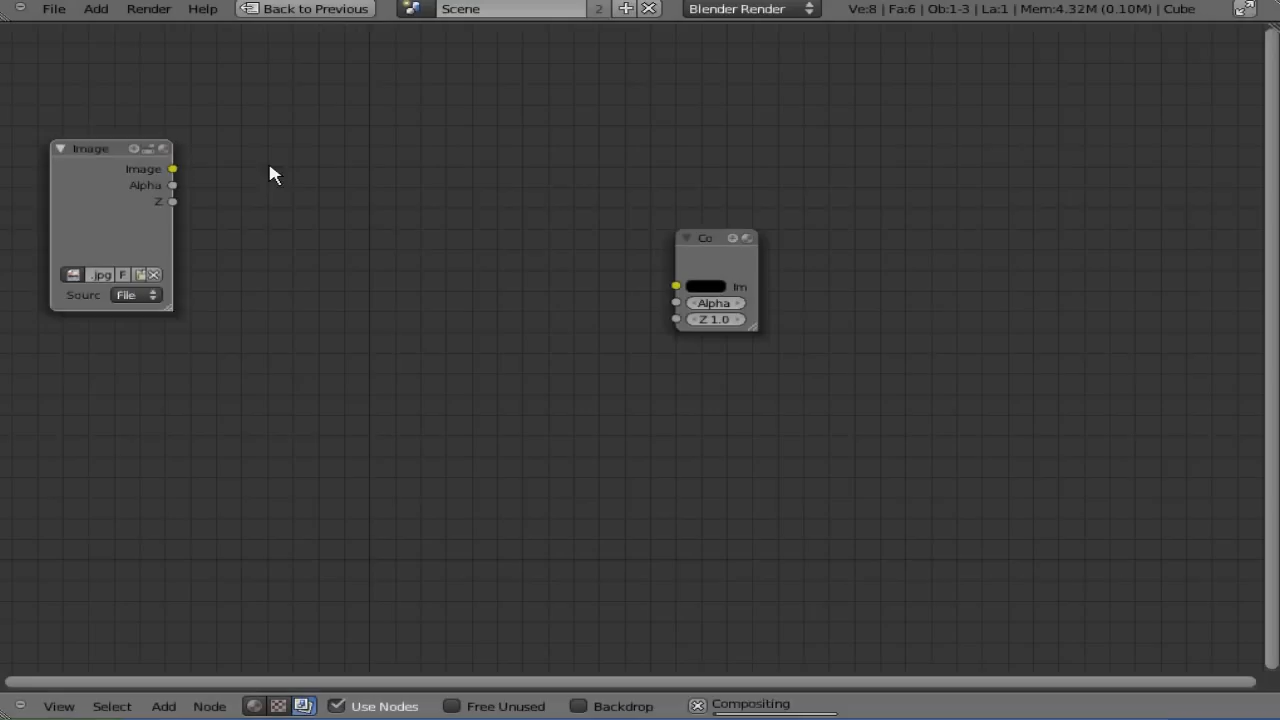 File Add Render Help Back to Previous Scene 2 Blender Render Ve:8 | Fa:6 | Ob:1-3 | La:1 | Mem:4.32M (0.10M) | Cube
Image
Image
Alpha
Z
.jpg F
Sourc File
Co
Im
Alpha
Z 1.0
View Select Add Node Use Nodes Free Unused Backdrop Compositing